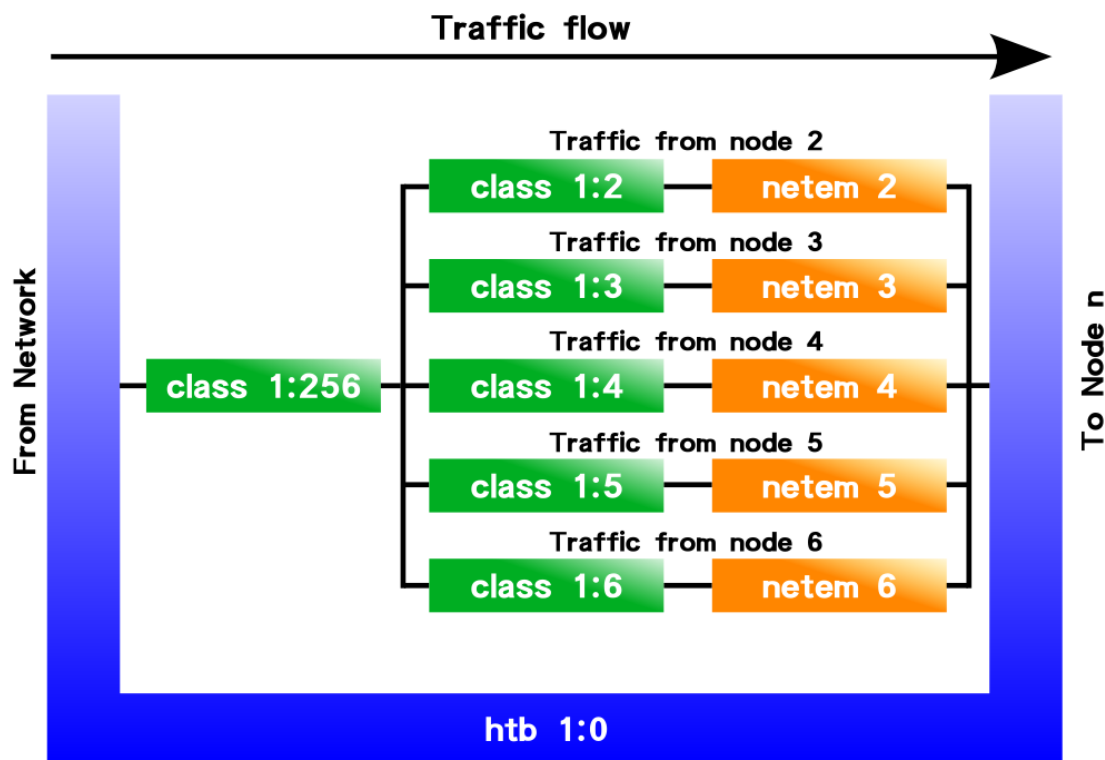 Traffic flow
From Network
class 1:256
Traffic from node 2
class 1:2
netem 2
Traffic from node 3
class 1:3
netem 3
Traffic from node 4
class 1:4
netem 4
Traffic from node 5
class 1:5
netem 5
Traffic from node 6
class 1:6
netem 6
To Node n
htb 1:0